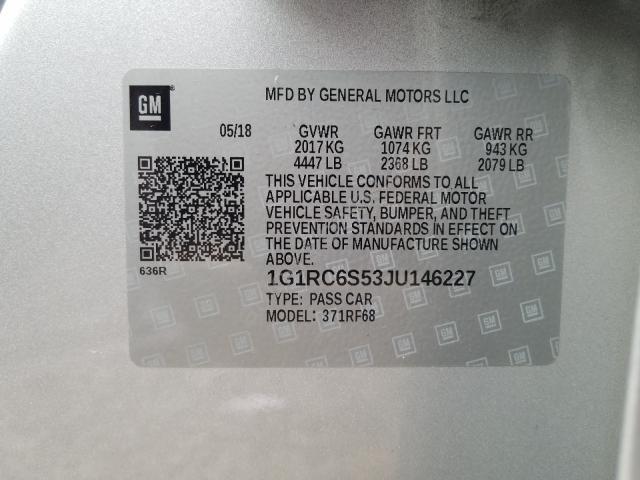 GM
MFD BY GENERAL MOTORS LLC
05/18 GVWR GAWR FRT GAWR RR
2017 KG 1074 KG 943 KG
4447 LB 2368 LB 2079 LB
THIS VEHICLE CONFORMS TO ALL
APPLICABLE U.S. FEDERAL MOTOR
VEHICLE SAFETY, BUMPER, AND THEFT
PREVENTION STANDARDS IN EFFECT ON
THE DATE OF MANUFACTURE SHOWN
ABOVE.
636R
1G1RC6S53JU146227
TYPE: PASS CAR
MODEL: 371RF68